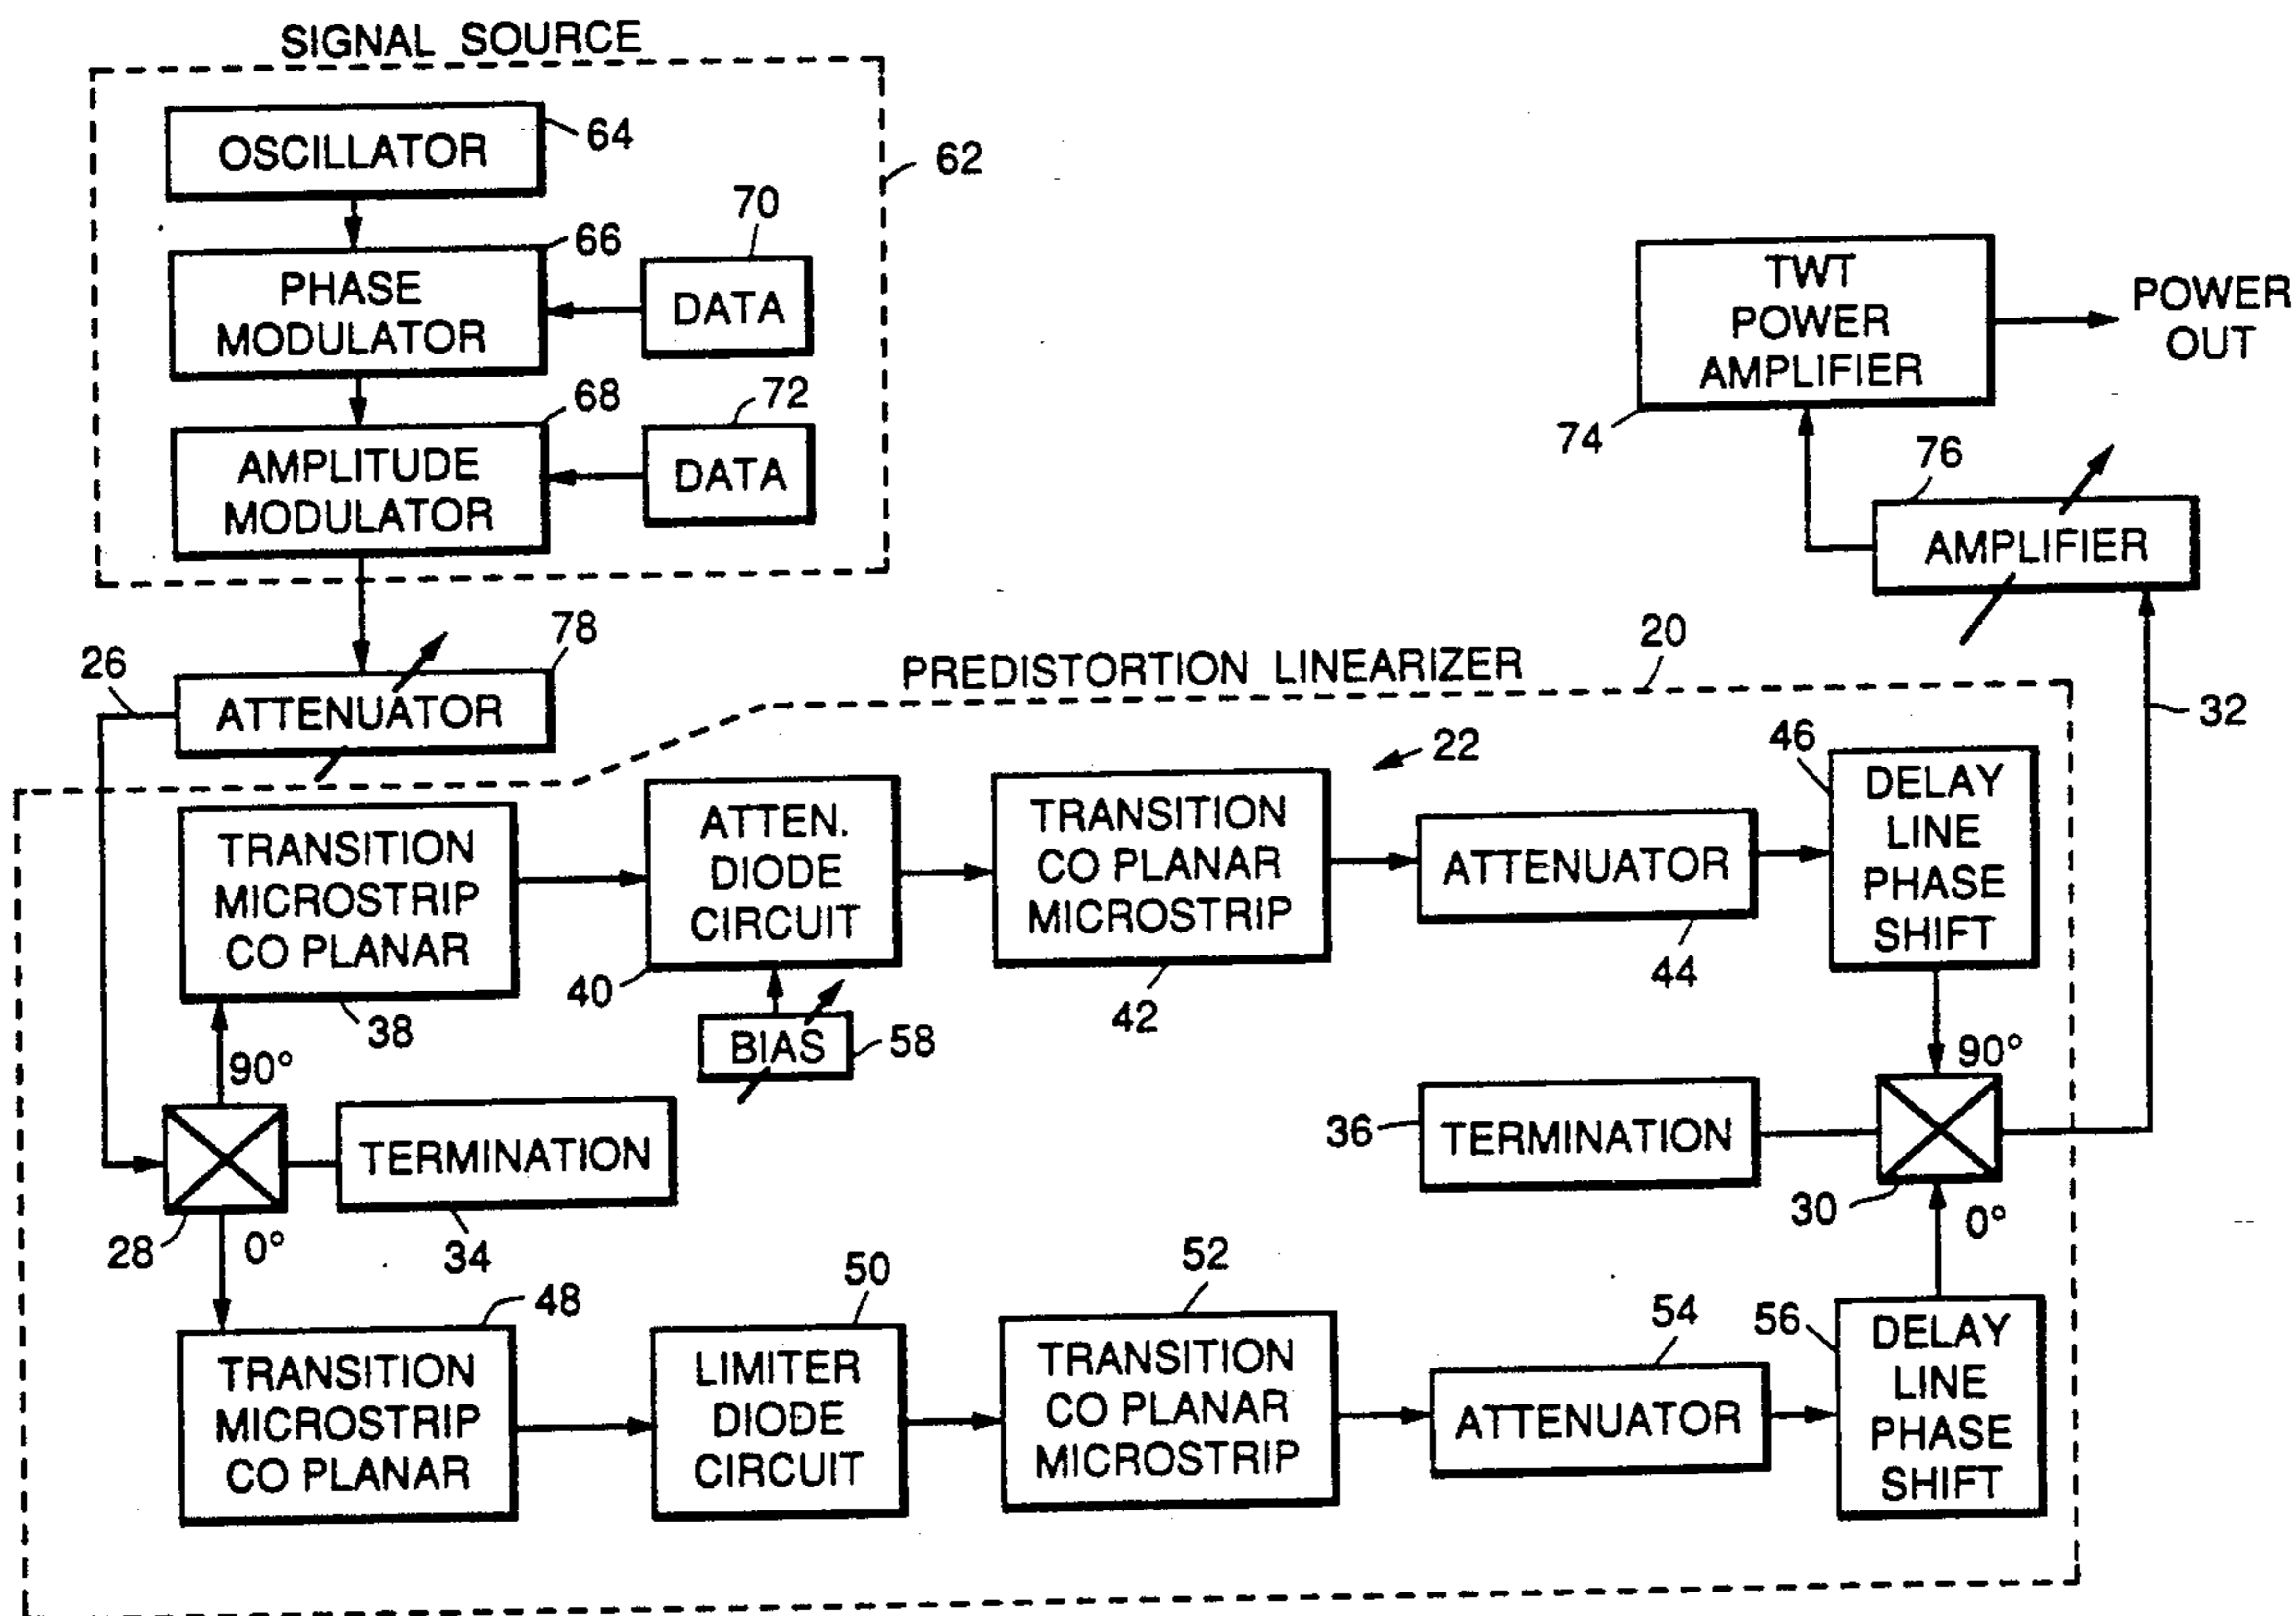 SIGNAL SOURCE
OSCILLATOR
64
62
PHASE
MODULATOR
66
70
DATA
AMPLITUDE
MODULATOR
68
72
DATA
TWT
POWER
AMPLIFIER
74
POWER
OUT
76
AMPLIFIER
26
ATTENUATOR
78
PREDISTORTION LINEARIZER
20
32
22
TRANSITION
MICROSTRIP
CO PLANAR
38
ATTEN.
DIODE
CIRCUIT
40
BIAS
58
TRANSITION
CO PLANAR
MICROSTRIP
42
ATTENUATOR
44
46
DELAY
LINE
PHASE
SHIFT
90°
90°
28
0°
TERMINATION
34
36
TERMINATION
30
0°
48
TRANSITION
MICROSTRIP
CO PLANAR
50
LIMITER
DIODE
CIRCUIT
52
TRANSITION
CO PLANAR
MICROSTRIP
54
ATTENUATOR
56
DELAY
LINE
PHASE
SHIFT